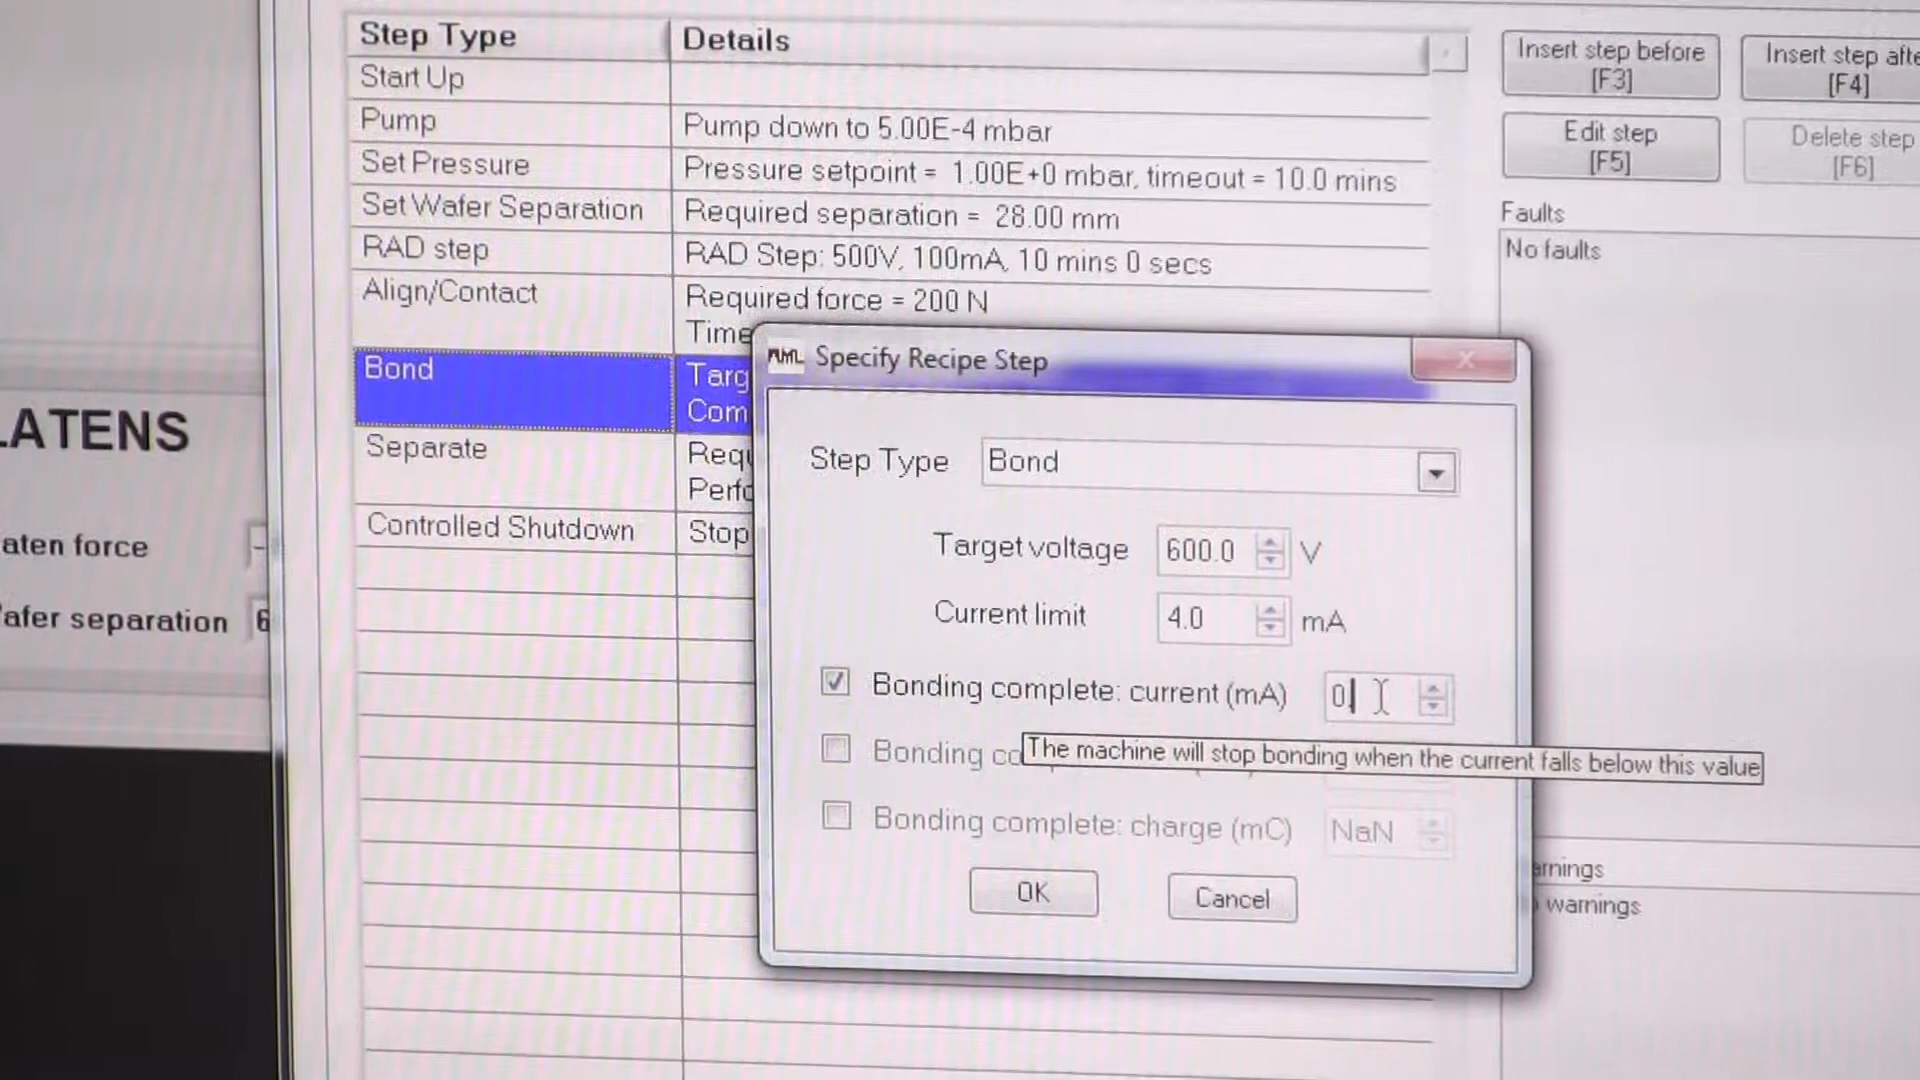 Step Type
Details
Start Up
Pump
Pump down to 5.00E-4 mbar
Set Pressure
Pressure setpoint = 1.00E+0 mbar, timeout = 10.0 mins
Set Wafer Separation
Required separation = 28.00 mm
RAD step
RAD Step: 500V, 100mA, 10 mins 0 secs
Align/Contact
Required force = 200 N
Time
Bond
Targ
Com
Separate
Requ
Perfo
Controlled Shutdown
Stop
Insert step before
[F3]
Insert step afte
[F4]
Edit step
[F5]
Delete step
[F6]
Faults
No faults
LATENS
aten force
-
afer separation
6
Specify Recipe Step
Step Type
Bond
Target voltage
600.0
V
Current limit
4.0
mA
Bonding complete: current (mA)
0
Bonding co
The machine will stop bonding when the current falls below this value
Bonding complete: charge (mC)
NaN
OK
Cancel
arnings
warnings